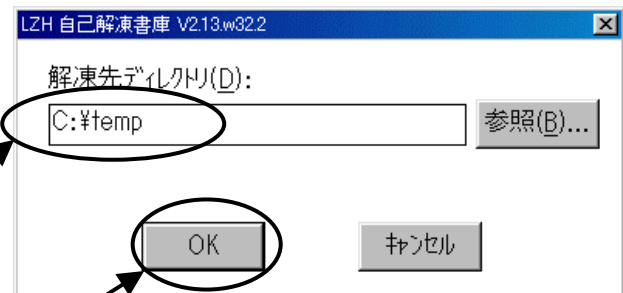 LZH 自己解凍書庫 V2.13.w32.2
解凍先ﾃﾞｨﾚｸﾄﾘ(D):
C:¥temp
参照(B)...
OK
ｷｬﾝｾﾙ